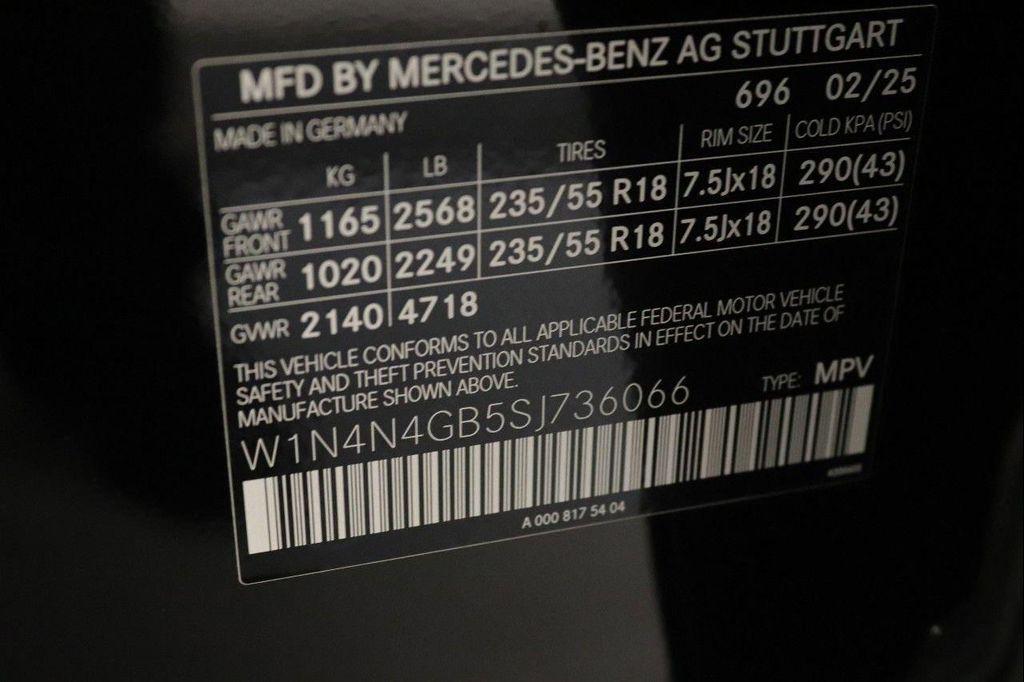 MFD BY MERCEDES-BENZ AG STUTTGART
696 02/25
MADE IN GERMANY
KG LB TIRES RIM SIZE COLD KPA (PSI)
GAWR FRONT 1165 2568 235/55 R18 7.5Jx18 290(43)
GAWR REAR 1020 2249 235/55 R18 7.5Jx18 290(43)
GVWR 2140 4718
THIS VEHICLE CONFORMS TO ALL APPLICABLE FEDERAL MOTOR VEHICLE
SAFETY AND THEFT PREVENTION STANDARDS IN EFFECT ON THE DATE OF
MANUFACTURE SHOWN ABOVE.
W1N4N4GB5SJ736066 TYPE: MPV
A 000 817 54 04